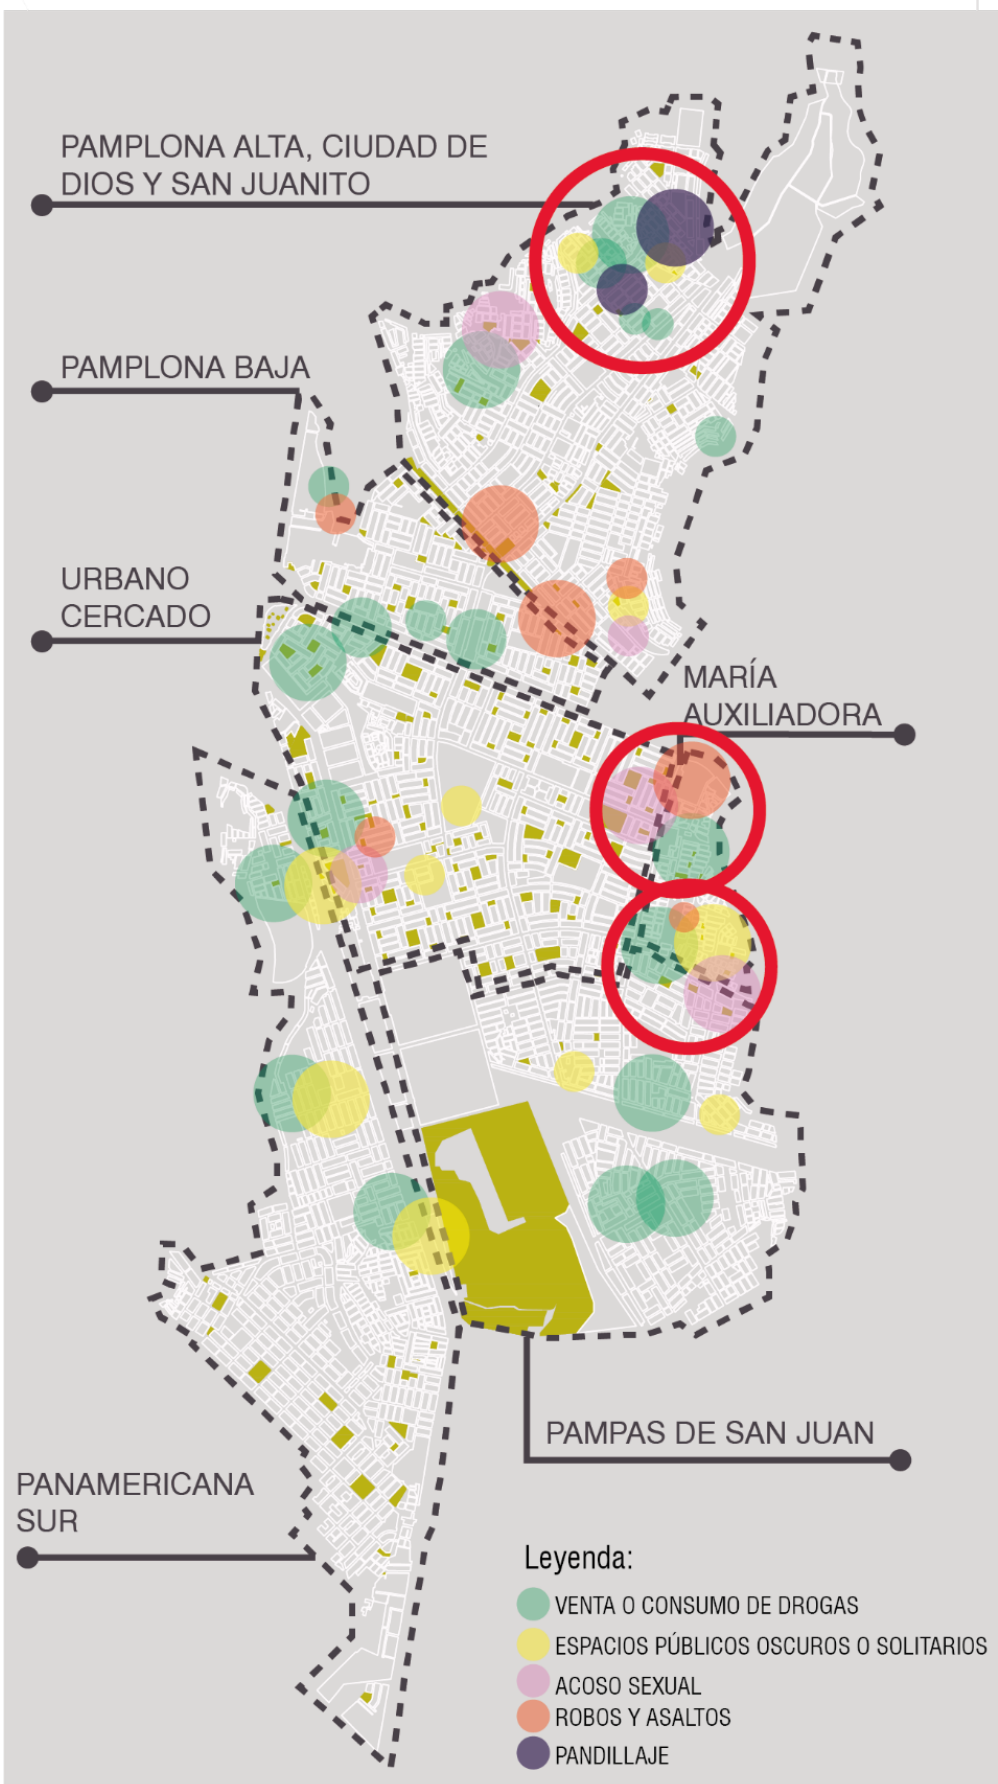 PAMPLONA ALTA, CIUDAD DE
DIOS Y SAN JUANITO
PAMPLONA BAJA
URBANO
CERCADO
MARÍA
AUXILIADORA
PAMPAS DE SAN JUAN
PANAMERICANA
SUR
Leyenda:
VENTA O CONSUMO DE DROGAS
ESPACIOS PÚBLICOS OSCUROS O SOLITARIOS
ACOSO SEXUAL
ROBOS Y ASALTOS
PANDILLAJE